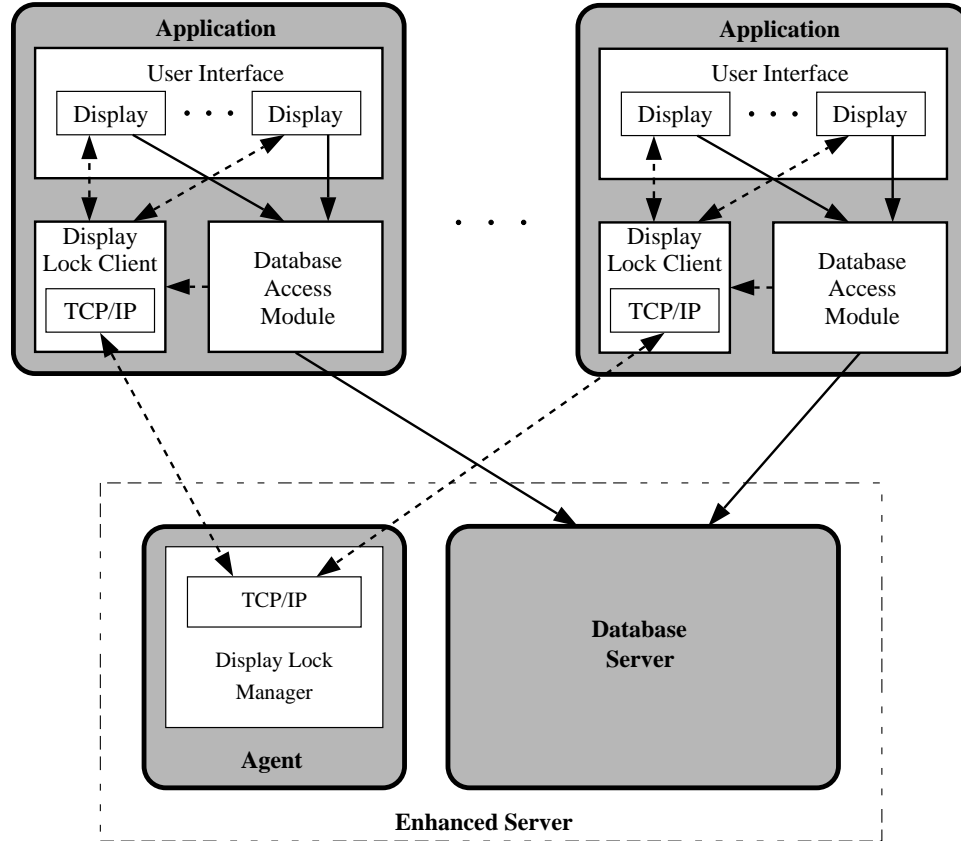 Application
User Interface
Display . . . Display
Display
Lock Client
TCP/IP
Database
Access
Module
. . .
Application
User Interface
Display . . . Display
Display
Lock Client
TCP/IP
Database
Access
Module
TCP/IP
Display Lock
Manager
Agent
Database
Server
Enhanced Server